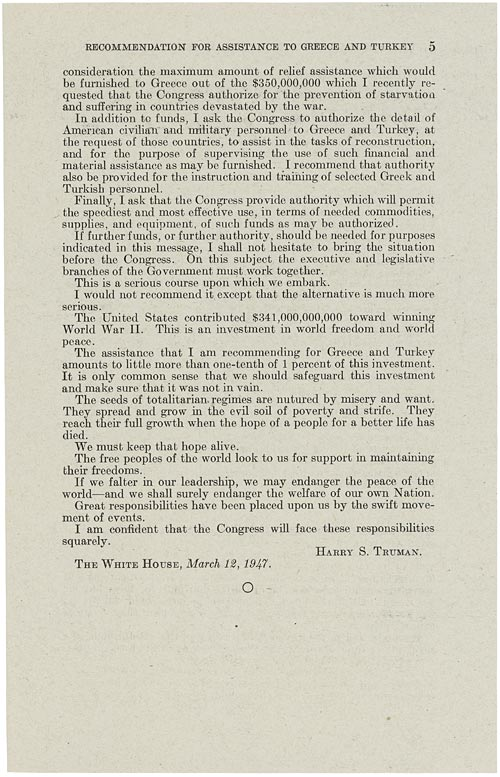 RECOMMENDATION FOR ASSISTANCE TO GREECE AND TURKEY 5
consideration the maximum amount of relief assistance which would
be furnished to Greece out of the $350,000,000 which I recently re-
quested that the Congress authorize for the prevention of starvation
and suffering in countries devastated by the war.
In addition to funds, I ask the Congress to authorize the detail of
American civilian and military personnel to Greece and Turkey, at
the request of those countries, to assist in the tasks of reconstruction,
and for the purpose of supervising the use of such financial and
material assistance as may be furnished. I recommend that authority
also be provided for the instruction and training of selected Greek and
Turkish personnel.
Finally, I ask that the Congress provide authority which will permit
the speediest and most effective use, in terms of needed commodities,
supplies, and equipment, of such funds as may be authorized.
If further funds, or further authority, should be needed for purposes
indicated in this message, I shall not hesitate to bring the situation
before the Congress. On this subject the executive and legislative
branches of the Government must work together.
This is a serious course upon which we embark.
I would not recommend it except that the alternative is much more
serious.
The United States contributed $341,000,000,000 toward winning
World War II. This is an investment in world freedom and world
peace.
The assistance that I am recommending for Greece and Turkey
amounts to little more than one-tenth of 1 percent of this investment.
It is only common sense that we should safeguard this investment
and make sure that it was not in vain.
The seeds of totalitarian regimes are nutured by misery and want.
They spread and grow in the evil soil of poverty and strife. They
reach their full growth when the hope of a people for a better life has
died.
We must keep that hope alive.
The free peoples of the world look to us for support in maintaining
their freedoms.
If we falter in our leadership, we may endanger the peace of the
world—and we shall surely endanger the welfare of our own Nation.
Great responsibilities have been placed upon us by the swift move-
ment of events.
I am confident that the Congress will face these responsibilities
squarely.
HARRY S. TRUMAN.
THE WHITE HOUSE, March 12, 1947.